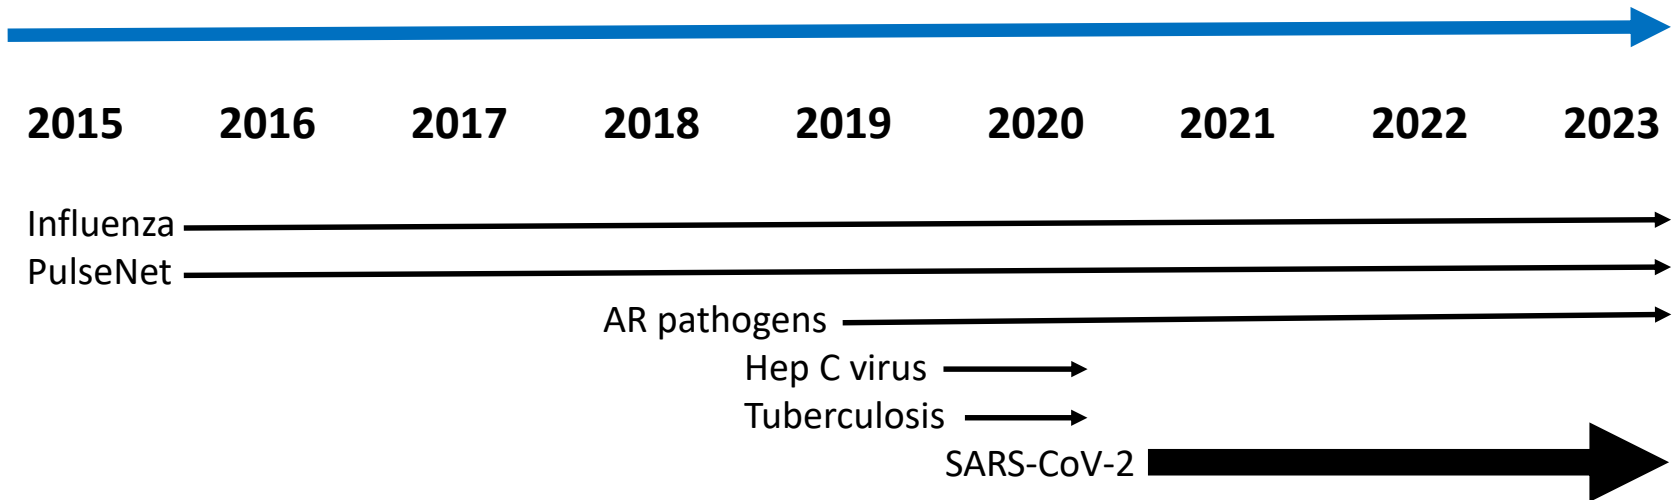 2015 2016 2017 2018 2019 2020 2021 2022 2023
Influenza
PulseNet
AR pathogens
Hep C virus
Tuberculosis
SARS-CoV-2